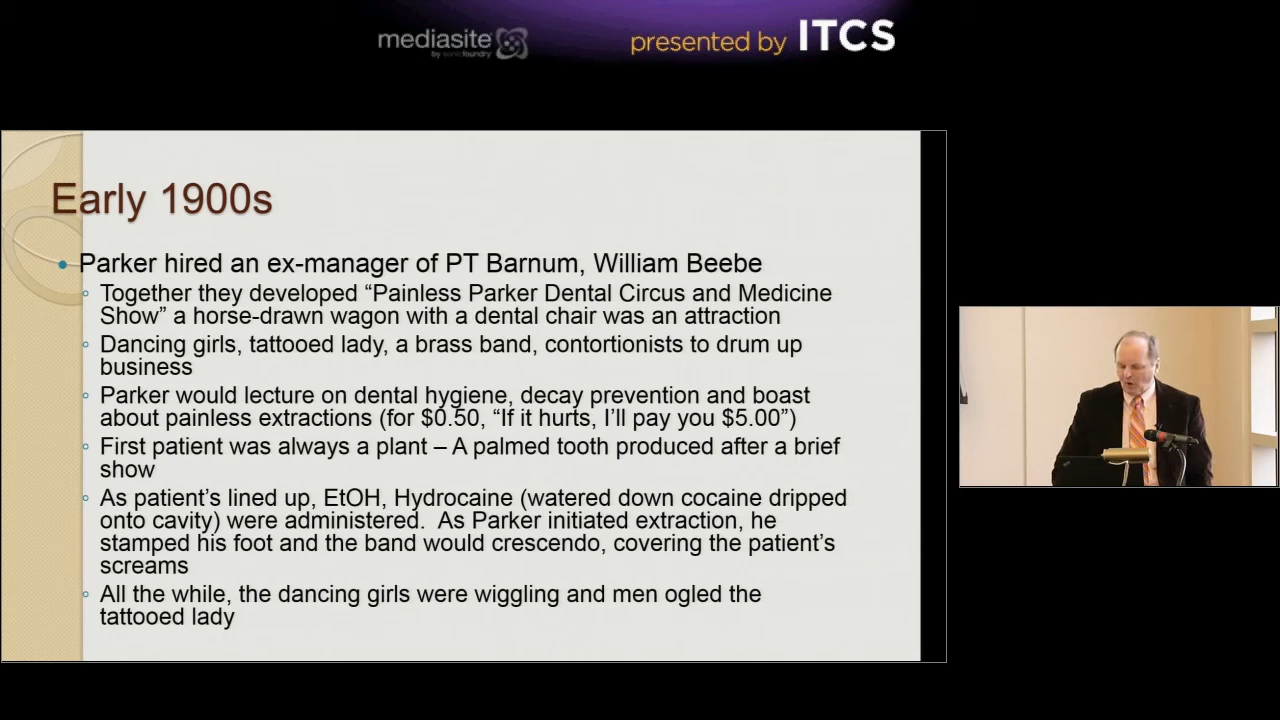 mediasite
by sonicfoundry
presented by ITCS
Early 1900s
• Parker hired an ex-manager of PT Barnum, William Beebe
◦ Together they developed “Painless Parker Dental Circus and Medicine
Show” a horse-drawn wagon with a dental chair was an attraction
◦ Dancing girls, tattooed lady, a brass band, contortionists to drum up
business
◦ Parker would lecture on dental hygiene, decay prevention and boast
about painless extractions (for $0.50, “If it hurts, I’ll pay you $5.00”)
◦ First patient was always a plant – A palmed tooth produced after a brief
show
◦ As patient’s lined up, EtOH, Hydrocaine (watered down cocaine dripped
onto cavity) were administered.  As Parker initiated extraction, he
stamped his foot and the band would crescendo, covering the patient’s
screams
◦ All the while, the dancing girls were wiggling and men ogled the
tattooed lady